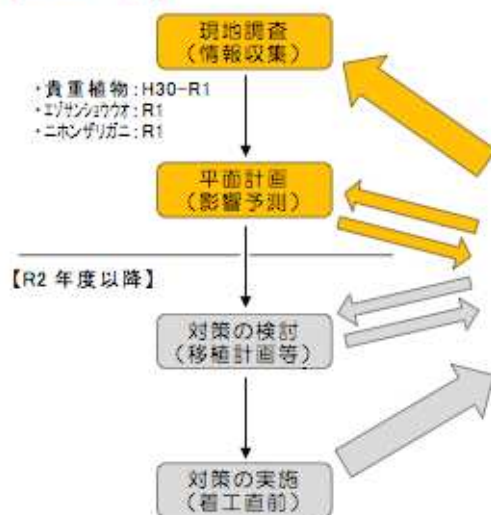 現地調査
(情報収集)
・貴重植物：H30-R1
・エゾサンショウウオ：R1
・ニホンザリガニ：R1
平面計画
(影響予測)
【R2 年度以降】
対策の検討
(移植計画等)
対策の実施
(着工直前)